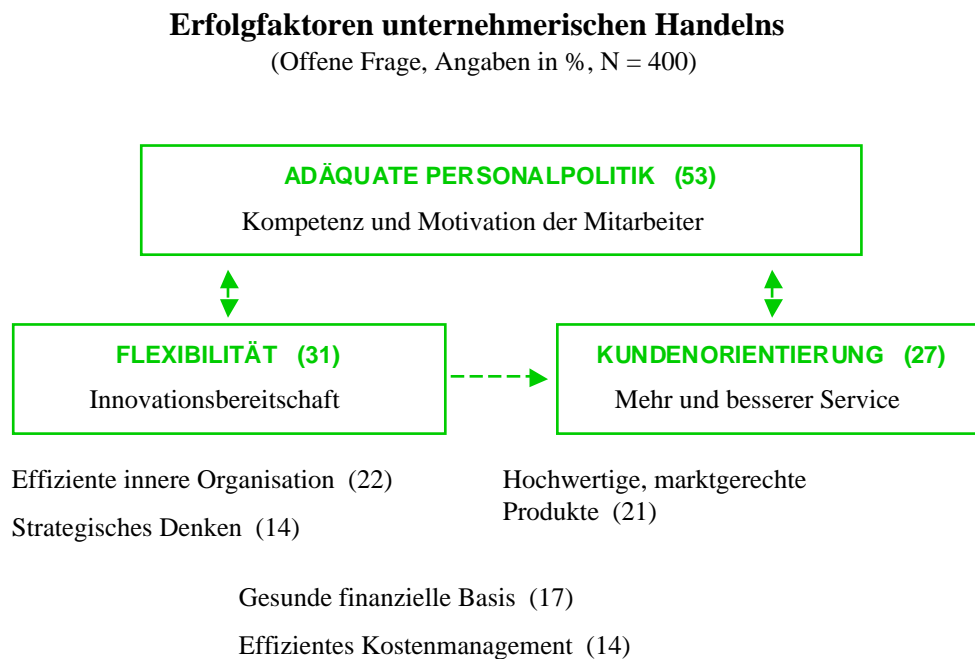 Erfolgfaktoren unternehmerischen Handelns
(Offene Frage, Angaben in %, N = 400)
ADÄQUATE PERSONALPOLITIK (53)
Kompetenz und Motivation der Mitarbeiter
FLEXIBILITÄT (31)
Innovationsbereitschaft
KUNDENORIENTIERUNG (27)
Mehr und besserer Service
Effiziente innere Organisation (22)
Strategisches Denken (14)
Hochwertige, marktgerechte
Produkte (21)
Gesunde finanzielle Basis (17)
Effizientes Kostenmanagement (14)